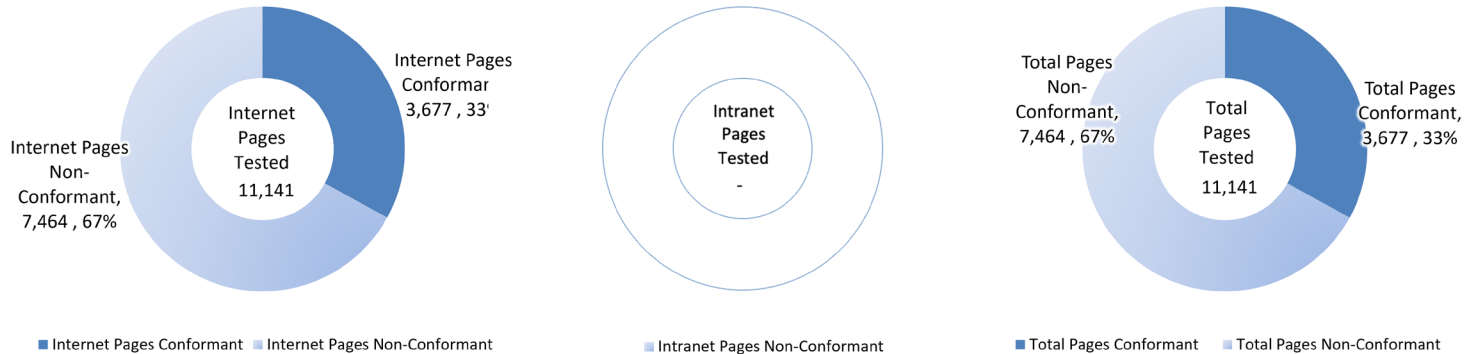 Internet Pages
Conformar
3,677 , 33
Internet
Pages
Tested
11,141
Internet Pages
Non-
Conformant,
7,464 , 67%
Internet Pages Conformant
Internet Pages Non-Conformant
Intranet
Pages
Tested
-
Intranet Pages Non-Conformant
Total Pages
Non-
Conformant,
7,464 , 67%
Total
Pages
Tested
11,141
Total Pages
Conformant,
3,677 , 33%
Total Pages Conformant
Total Pages Non-Conformant